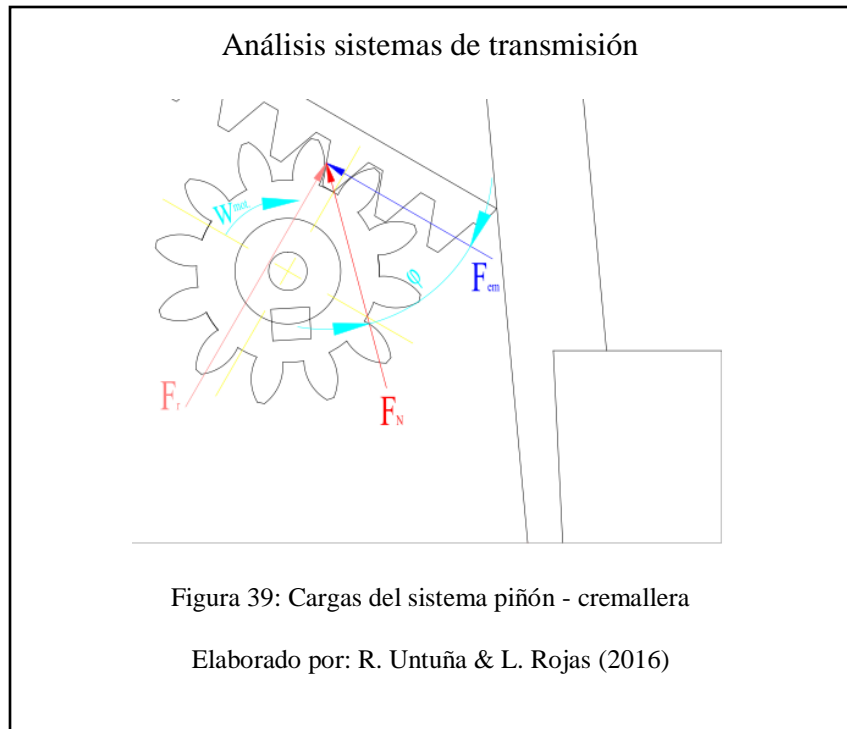 Análisis sistemas de transmisión
Wmot
φ
Fem
Fr
FN
Figura 39: Cargas del sistema piñón - cremallera
Elaborado por: R. Untuña & L. Rojas (2016)